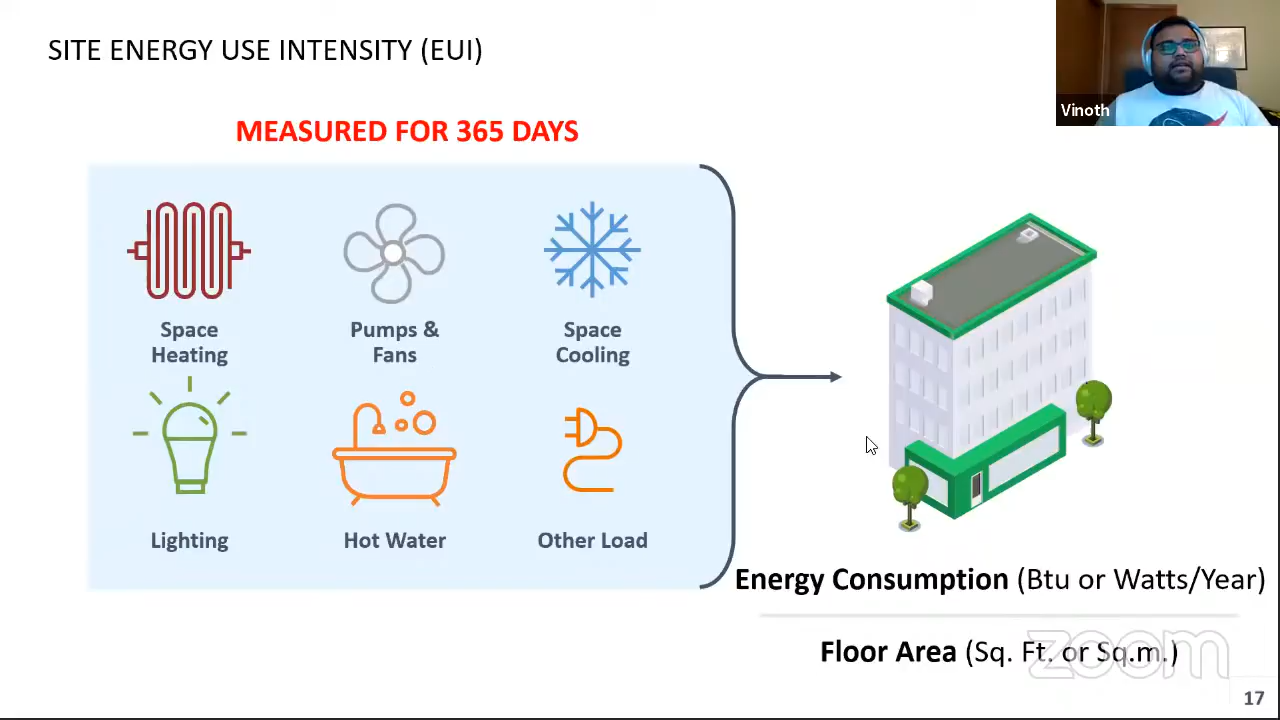 SITE ENERGY USE INTENSITY (EUI)
Vinoth
MEASURED FOR 365 DAYS
Space
Heating
Pumps &
Fans
Space
Cooling
Lighting
Hot Water
Other Load
Energy Consumption (Btu or Watts/Year)
Floor Area (Sq. Ft. or Sq.m.)
zoom
17